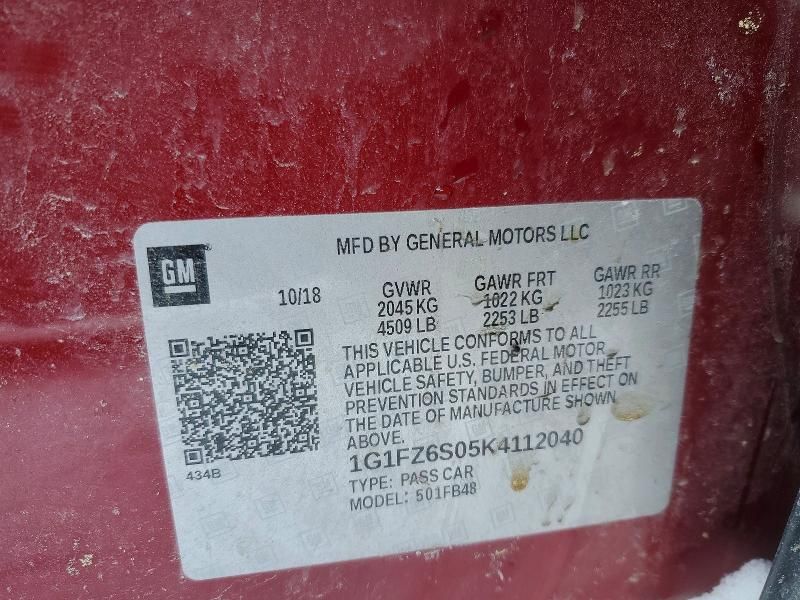 GM
MFD BY GENERAL MOTORS LLC
10/18
GVWR
2045 KG
4509 LB
GAWR FRT
1022 KG
2253 LB
GAWR RR
1023 KG
2255 LB
THIS VEHICLE CONFORMS TO ALL
APPLICABLE U.S. FEDERAL MOTOR
VEHICLE SAFETY, BUMPER, AND THEFT
PREVENTION STANDARDS IN EFFECT ON
THE DATE OF MANUFACTURE SHOWN
ABOVE.
434B
1G1FZ6S05K4112040
TYPE: PASS CAR
MODEL: 501FB48